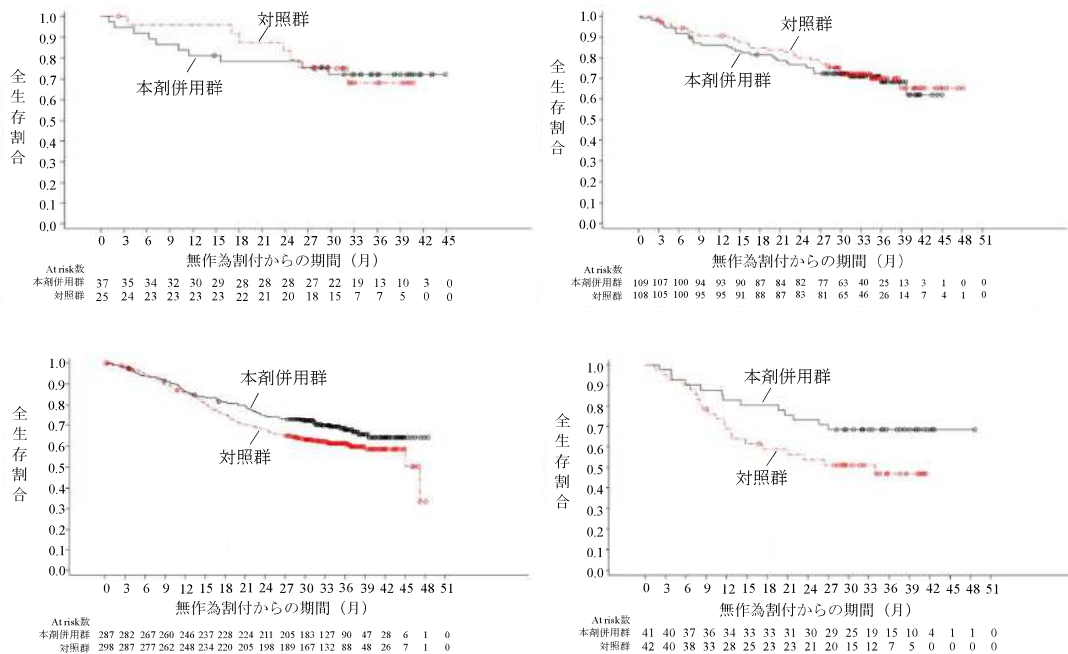 全生存割合
1.0
0.9
0.8
0.7
0.6
0.5
0.4
0.3
0.2
0.1
0.0
対照群
本剤併用群
0 3 6 9 12 15 18 21 24 27 30 33 36 39 42 45
無作為割付からの期間（月）
At risk数
本剤併用群 37 35 34 32 30 29 28 28 28 27 22 19 13 10 3 0
対照群 25 24 23 23 23 23 22 21 20 18 15 7 7 5 0 0
全生存割合
1.0
0.9
0.8
0.7
0.6
0.5
0.4
0.3
0.2
0.1
0.0
対照群
本剤併用群
0 3 6 9 12 15 18 21 24 27 30 33 36 39 42 45 48 51
無作為割付からの期間（月）
At risk数
本剤併用群 109 107 100 94 93 90 87 84 82 77 63 40 25 13 3 1 0 0
対照群 108 105 100 95 95 91 88 87 83 81 65 46 26 14 7 4 1 0
全生存割合
1.0
0.9
0.8
0.7
0.6
0.5
0.4
0.3
0.2
0.1
0.0
本剤併用群
対照群
0 3 6 9 12 15 18 21 24 27 30 33 36 39 42 45 48 51
無作為割付からの期間（月）
At risk数
本剤併用群 287 282 267 260 246 237 228 224 211 205 183 127 90 47 28 6 1 0
対照群 298 287 277 262 248 234 220 205 198 189 167 132 88 48 26 7 1 0
全生存割合
1.0
0.9
0.8
0.7
0.6
0.5
0.4
0.3
0.2
0.1
0.0
本剤併用群
対照群
0 3 6 9 12 15 18 21 24 27 30 33 36 39 42 45 48 51
無作為割付からの期間（月）
At risk数
本剤併用群 41 40 37 36 34 33 33 31 30 29 25 19 15 10 4 1 1 0
対照群 42 40 38 33 28 25 23 23 21 20 15 12 7 5 0 0 0 0